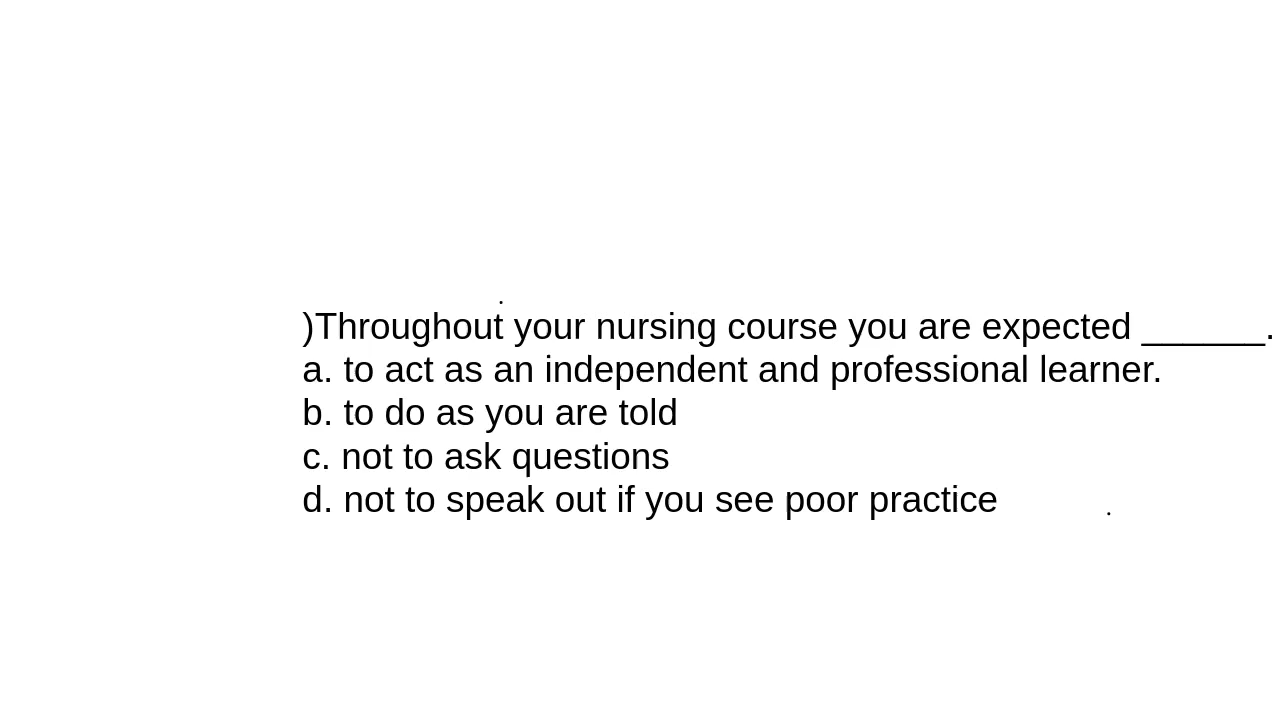 )Throughout your nursing course you are expected ______.
a. to act as an independent and professional learner.
b. to do as you are told
c. not to ask questions
d. not to speak out if you see poor practice